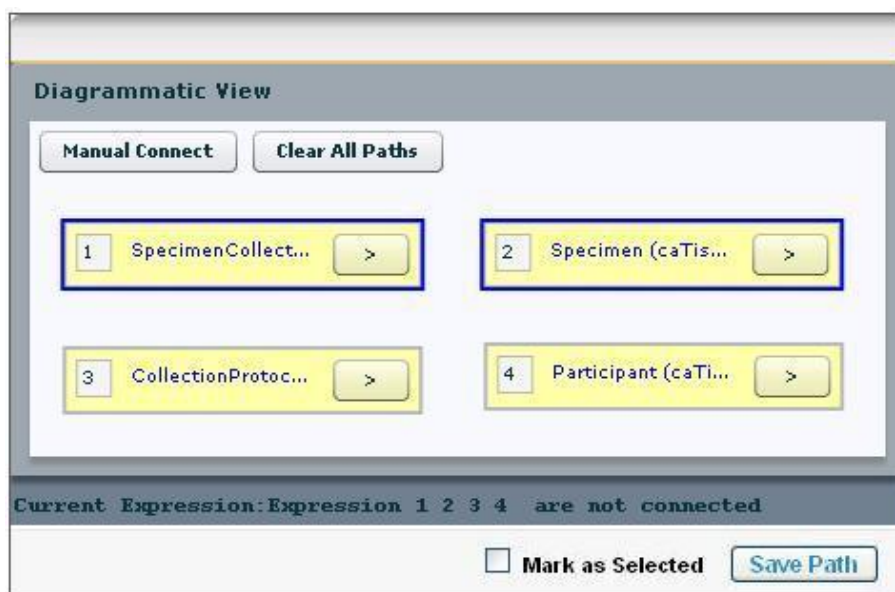 Diagrammatic View
Manual Connect Clear All Paths
1 SpecimenCollect... > 2 Specimen (caTis... >
3 CollectionProtoc... > 4 Participant (caTi... >
Current Expression:Expression 1 2 3 4 are not connected
Mark as Selected Save Path